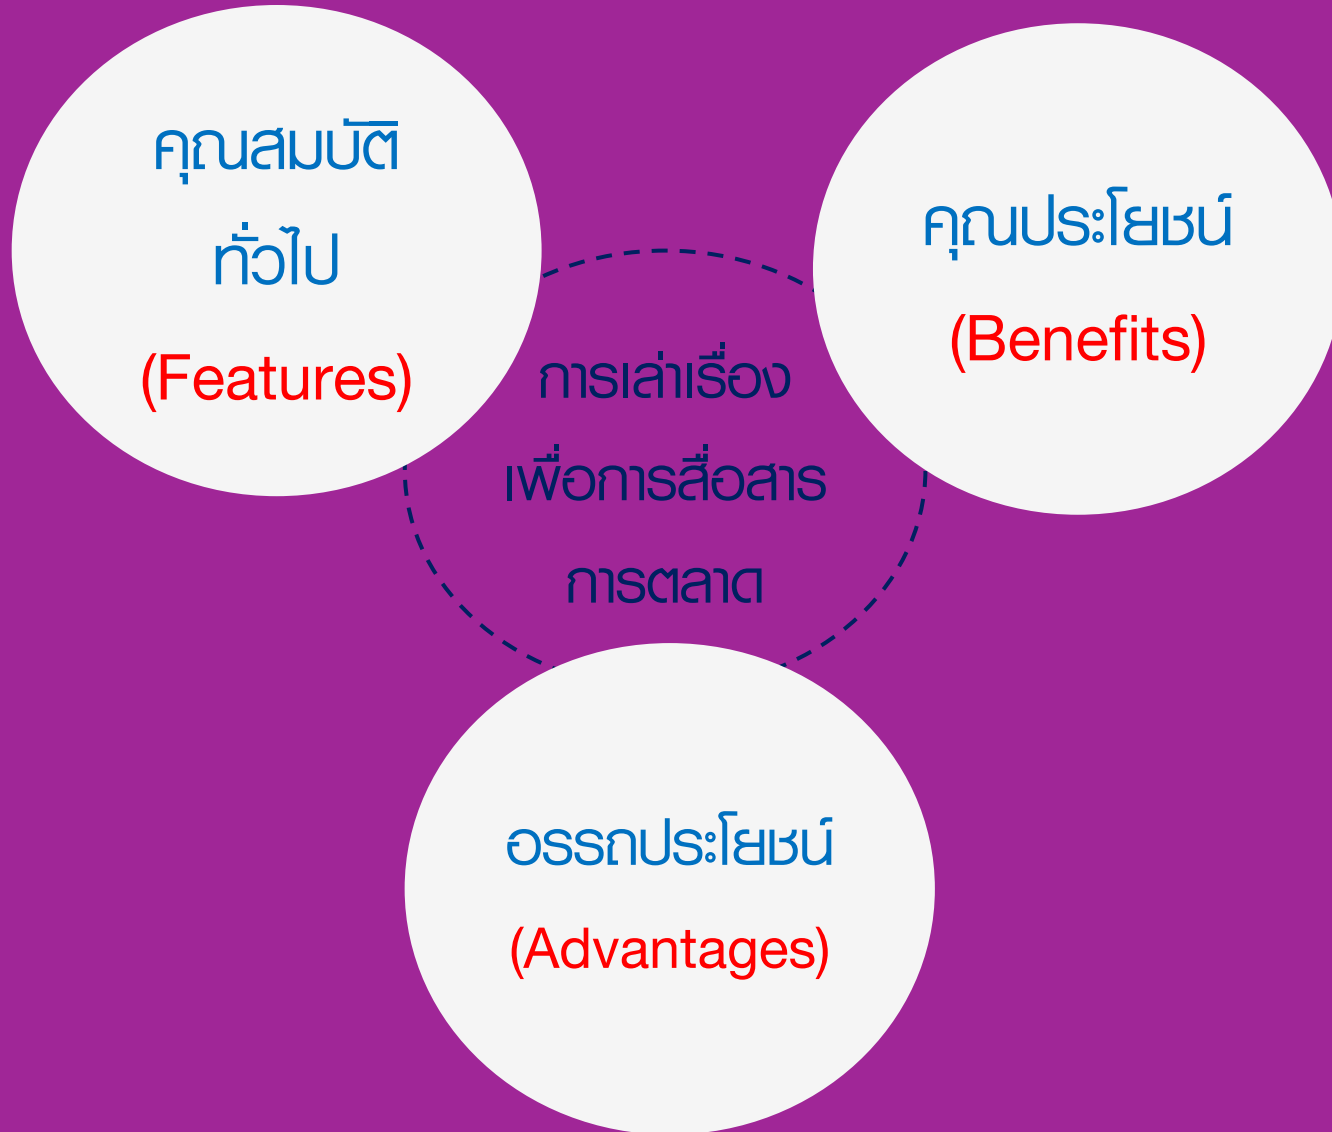 คุณสมบัติ
ทั่วไป
(Features)
คุณประโยชน์
(Benefits)
การเล่าเรื่อง
เพื่อการสื่อสาร
การตลาด
อรรถประโยชน์
(Advantages)